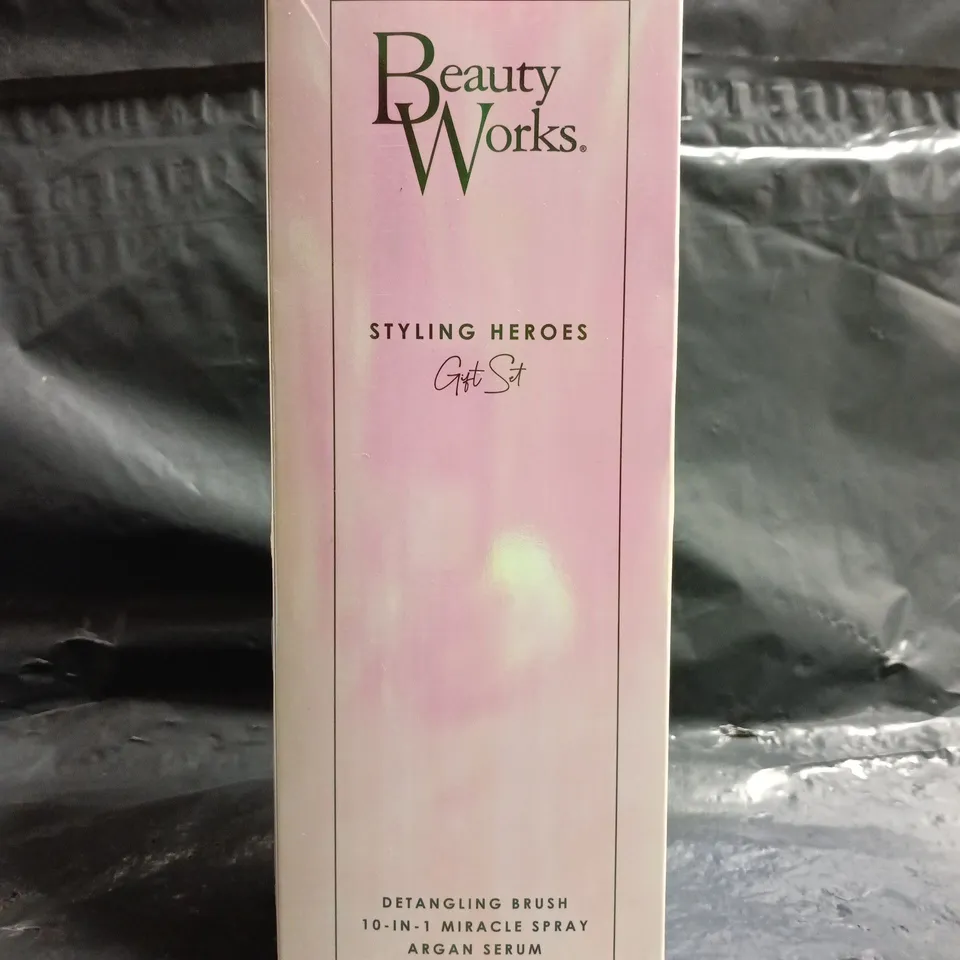 Beauty
Works®
STYLING HEROES
Gift Set
DETANGLING BRUSH
10-IN-1 MIRACLE SPRAY
ARGAN SERUM